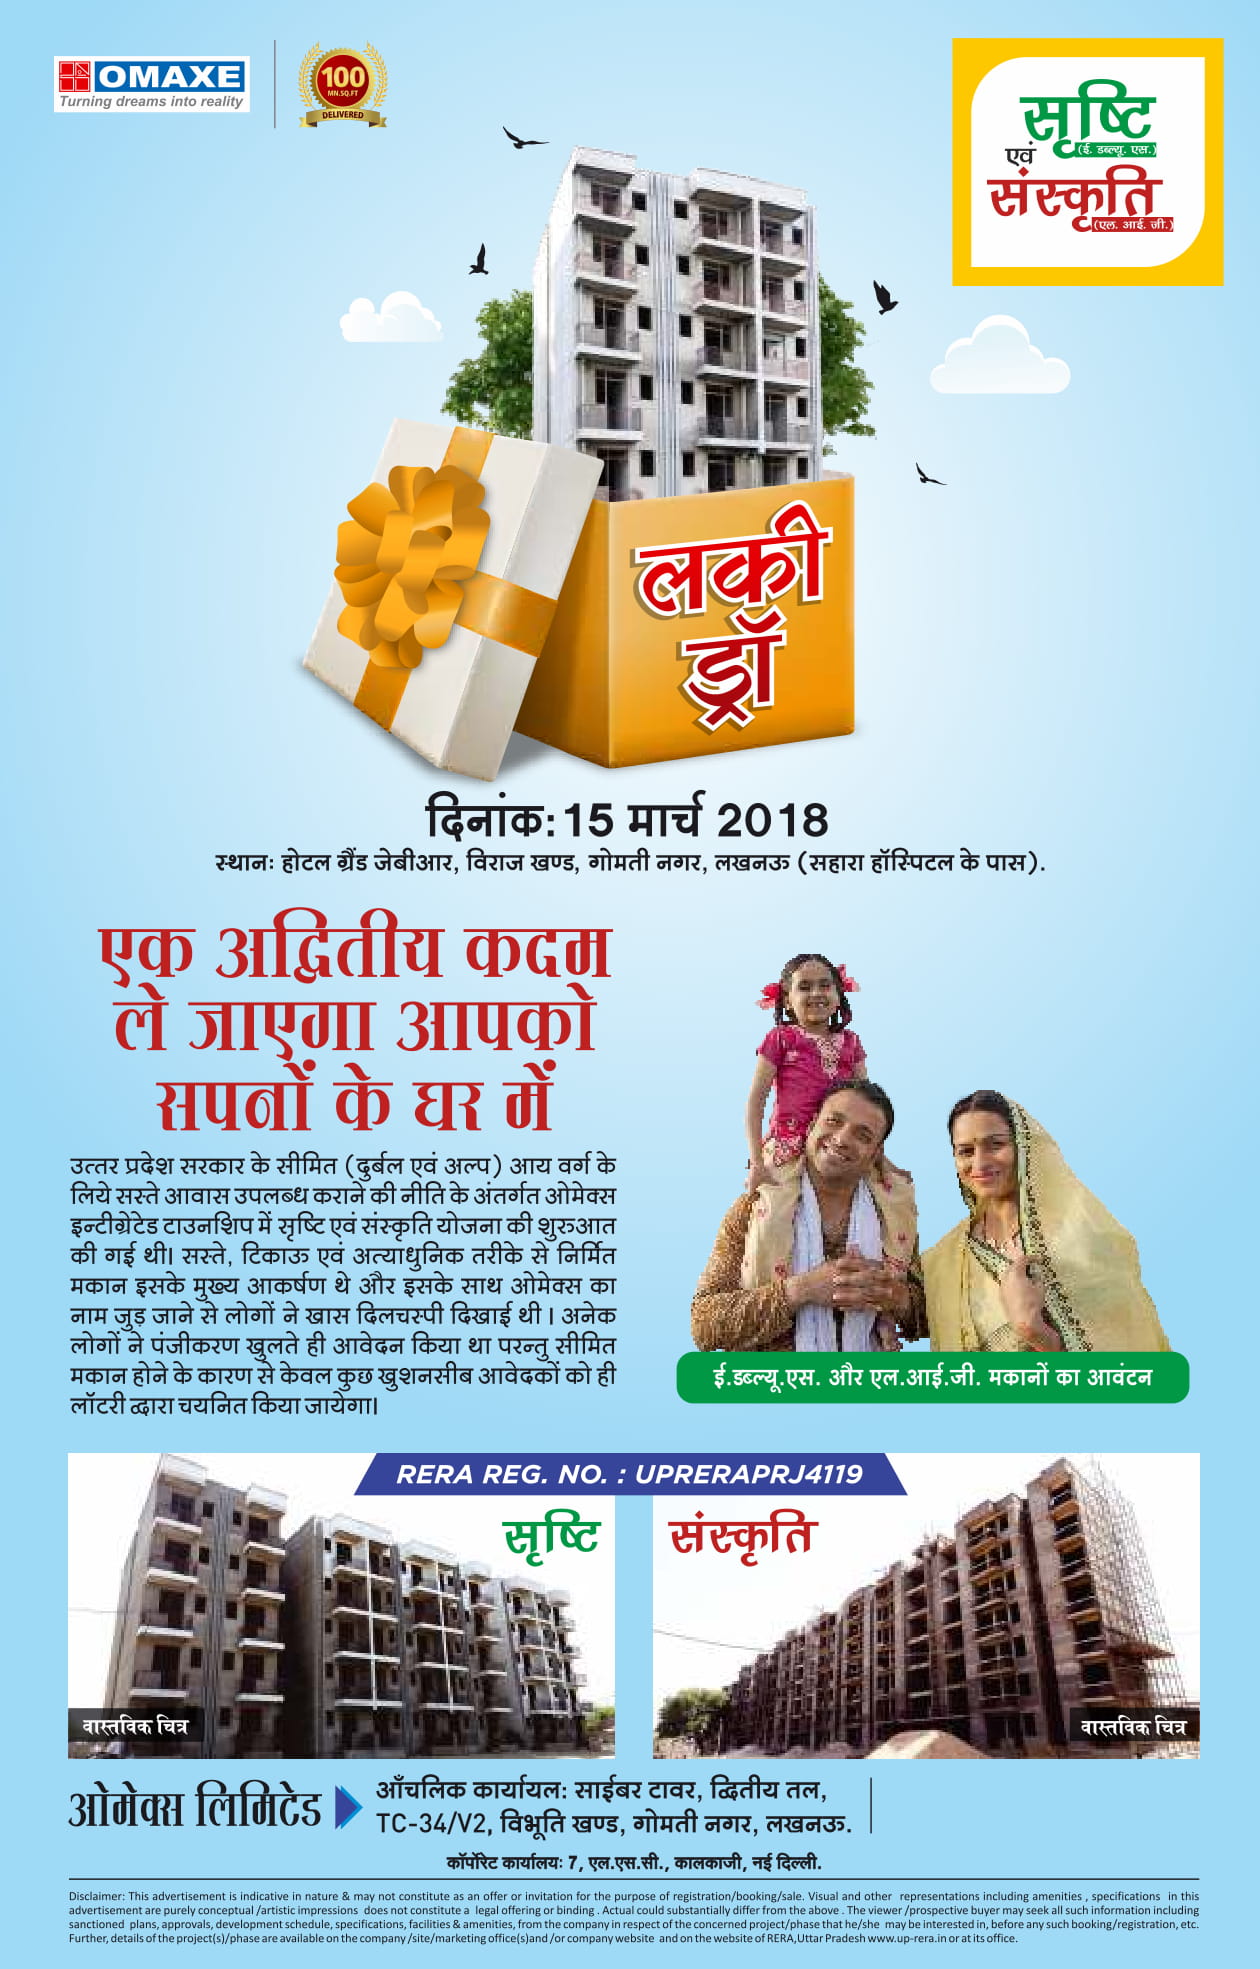 OMAXE
Turning dreams into reality
100
MN.SQ.FT
DELIVERED
सृष्टि
(ई. डब्ल्यू. एस.)
एवं
संस्कृति
(एल. आई. जी.)
लकी
ड्रॉ
दिनांक: 15 मार्च 2018
स्थानः होटल ग्रैंड जेबीआर, विराज खण्ड, गोमती नगर, लखनऊ (सहारा हॉस्पिटल के पास).
एक अद्वितीय कदम
ले जाएगा आपको
सपनों के घर में
उत्तर प्रदेश सरकार के सीमित (दुर्बल एवं अल्प) आय वर्ग के
लिये सस्ते आवास उपलब्ध कराने की नीति के अंतर्गत ओमेक्स
इन्टीग्रेटेड टाउनशिप में सृष्टि एवं संस्कृति योजना की शुरुआत
की गई थी। सस्ते, टिकाऊ एवं अत्याधुनिक तरीके से निर्मित
मकान इसके मुख्य आकर्षण थे और इसके साथ ओमेक्स का
नाम जुड़ जाने से लोगों ने खास दिलचस्पी दिखाई थी । अनेक
लोगों ने पंजीकरण खुलते ही आवेदन किया था परन्तु सीमित
मकान होने के कारण से केवल कुछ खुशनसीब आवेदकों को ही
लॉटरी द्वारा चयनित किया जायेगा।
ई.डब्ल्यू.एस. और एल.आई.जी. मकानों का आवंटन
RERA REG. NO. : UPRERAPRJ4119
सृष्टि
संस्कृति
वास्तविक चित्र
वास्तविक चित्र
ओमेक्स लिमिटेड
आँचलिक कार्यायल: साईबर टावर, द्वितीय तल,
TC-34/V2, विभूति खण्ड, गोमती नगर, लखनऊ.
कॉर्पोरेट कार्यालयः 7, एल.एस.सी., कालकाजी, नई दिल्ली.
Disclaimer: This advertisement is indicative in nature & may not constitute as an offer or invitation for the purpose of registration/booking/sale. Visual and other representations including amenities , specifications in this
advertisement are purely conceptual /artistic impressions does not constitute a legal offering or binding . Actual could substantially differ from the above . The viewer /prospective buyer may seek all such information including
sanctioned plans, approvals, development schedule, specifications, facilities & amenities, from the company in respect of the concerned project/phase that he/she may be interested in, before any such booking/registration, etc.
Further, details of the project(s)/phase are available on the company /site/marketing office(s)and /or company website and on the website of RERA,Uttar Pradesh www.up-rera.in or at its office.